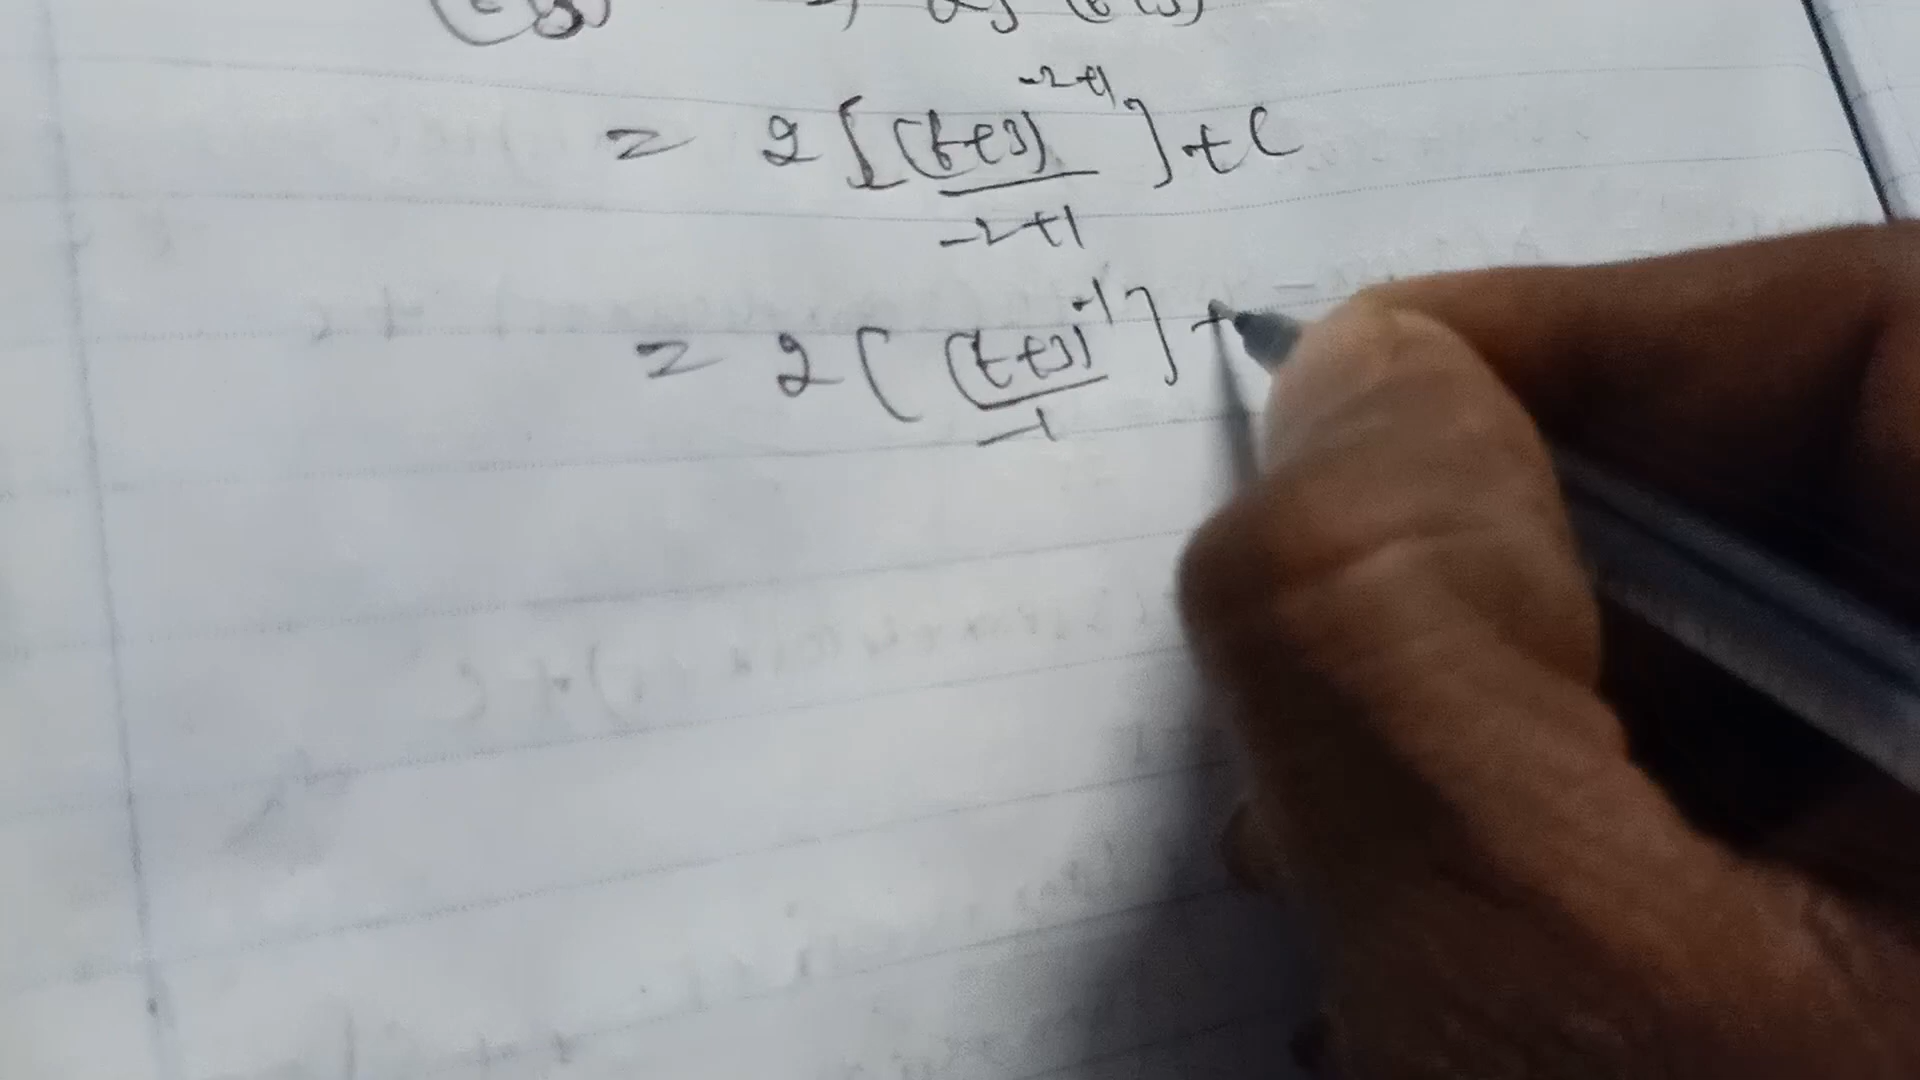 = 2 [ (t+3)^{-2+1} / -2+1 ] + C
= 2 [ (t+3)^{-1} / -1 ] +